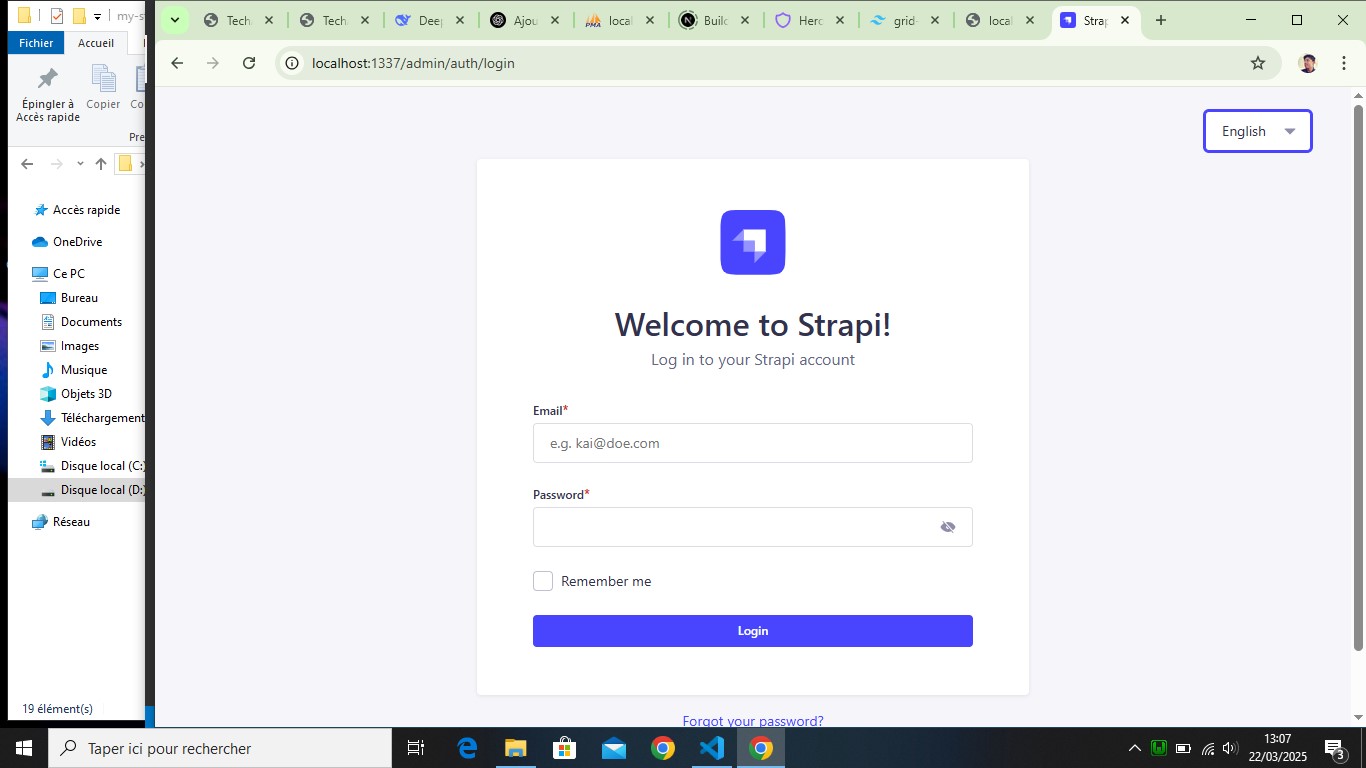 my-s
Fichier
Accueil
Épingler à
Accès rapide
Copier
Co
Pre
Accès rapide
OneDrive
Ce PC
Bureau
Documents
Images
Musique
Objets 3D
Téléchargement
Vidéos
Disque local (C:)
Disque local (D:)
Réseau
19 élément(s)
Tech
Tech
Deep
Ajou
PMA
local
Build
Hero
grid-
local
Strap
localhost:1337/admin/auth/login
English
Welcome to Strapi!
Log in to your Strapi account
Email*
e.g. kai@doe.com
Password*
Remember me
Login
Forgot your password?
Taper ici pour rechercher
13:07
22/03/2025
3